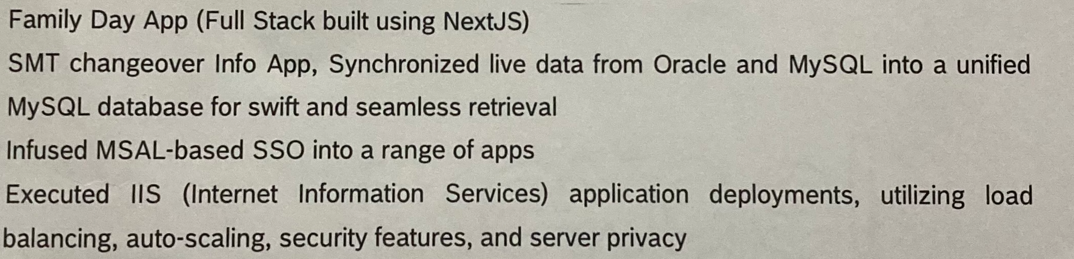 Family Day App (Full Stack built using NextJS)
SMT changeover Info App, Synchronized live data from Oracle and MySQL into a unified
MySQL database for swift and seamless retrieval
Infused MSAL-based SSO into a range of apps
Executed IIS (Internet Information Services) application deployments, utilizing load
balancing, auto-scaling, security features, and server privacy